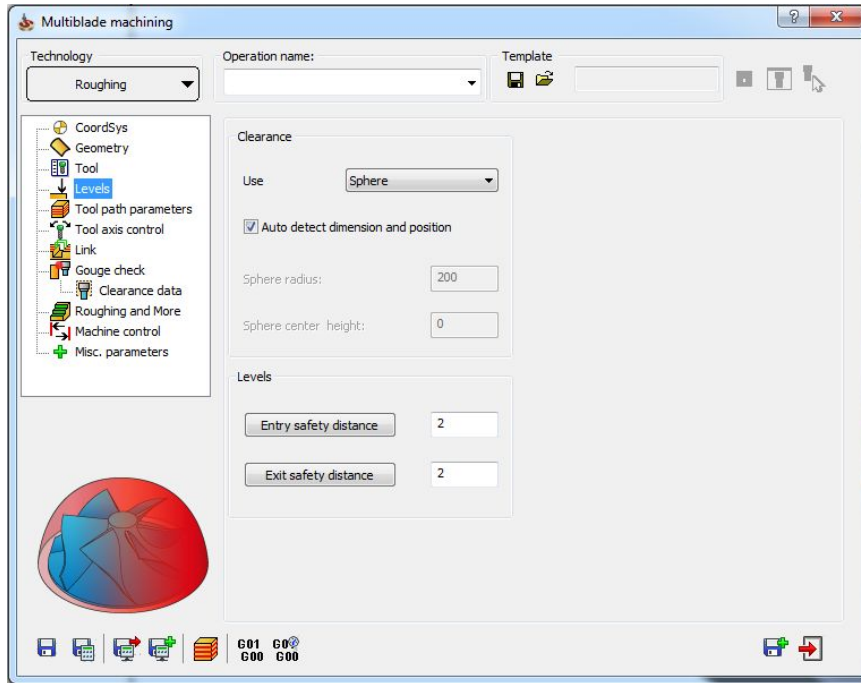 Multiblade machining
Technology
Operation name:
Template
Roughing
CoordSys
Geometry
Tool
Levels
Tool path parameters
Tool axis control
Link
Gouge check
Clearance data
Roughing and More
Machine control
Misc. parameters
Clearance
Use
Sphere
Auto detect dimension and position
Sphere radius:
200
Sphere center height:
0
Levels
Entry safety distance
2
Exit safety distance
2
G01 G0
G00 G00